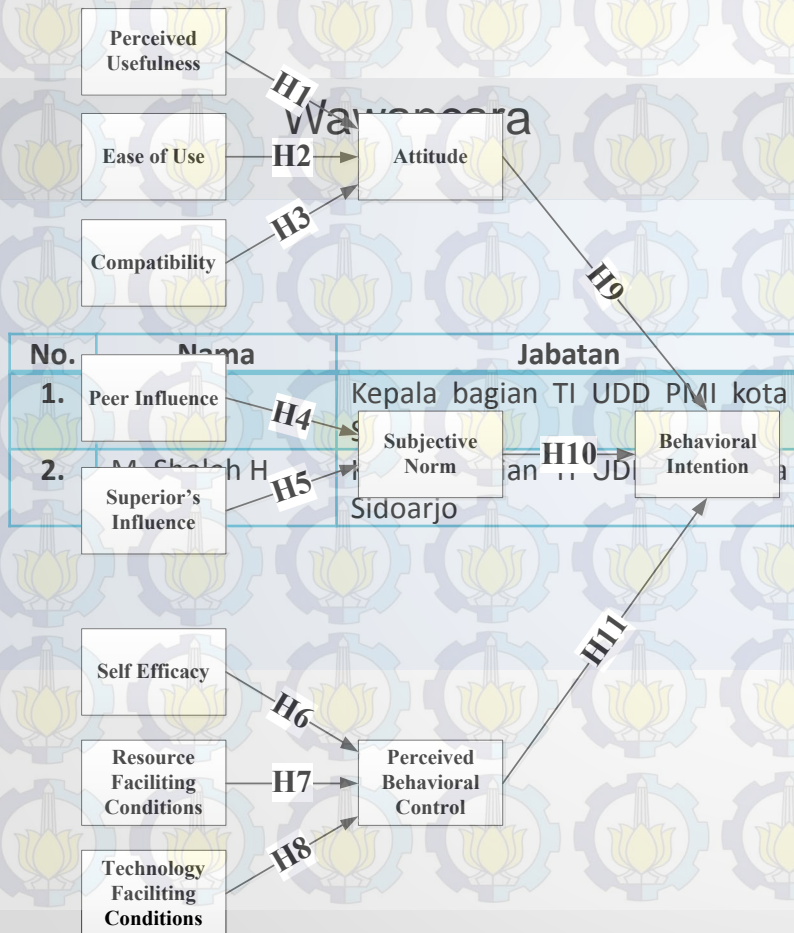 Perceived
Usefulness
H1
Ease of Use
H2
Attitude
Compatibility
H3
H9
No. Nama Jabatan
1. Kepala bagian TI UDD PMI kota
Peer Influence
H4
Subjective
Norm
H10
Behavioral
Intention
2. H
Superior's
Influence
H5
Sidoarjo
Self Efficacy
H6
H11
Resource
Faciliting
Conditions
H7
Perceived
Behavioral
Control
H8
Technology
Faciliting
Conditions